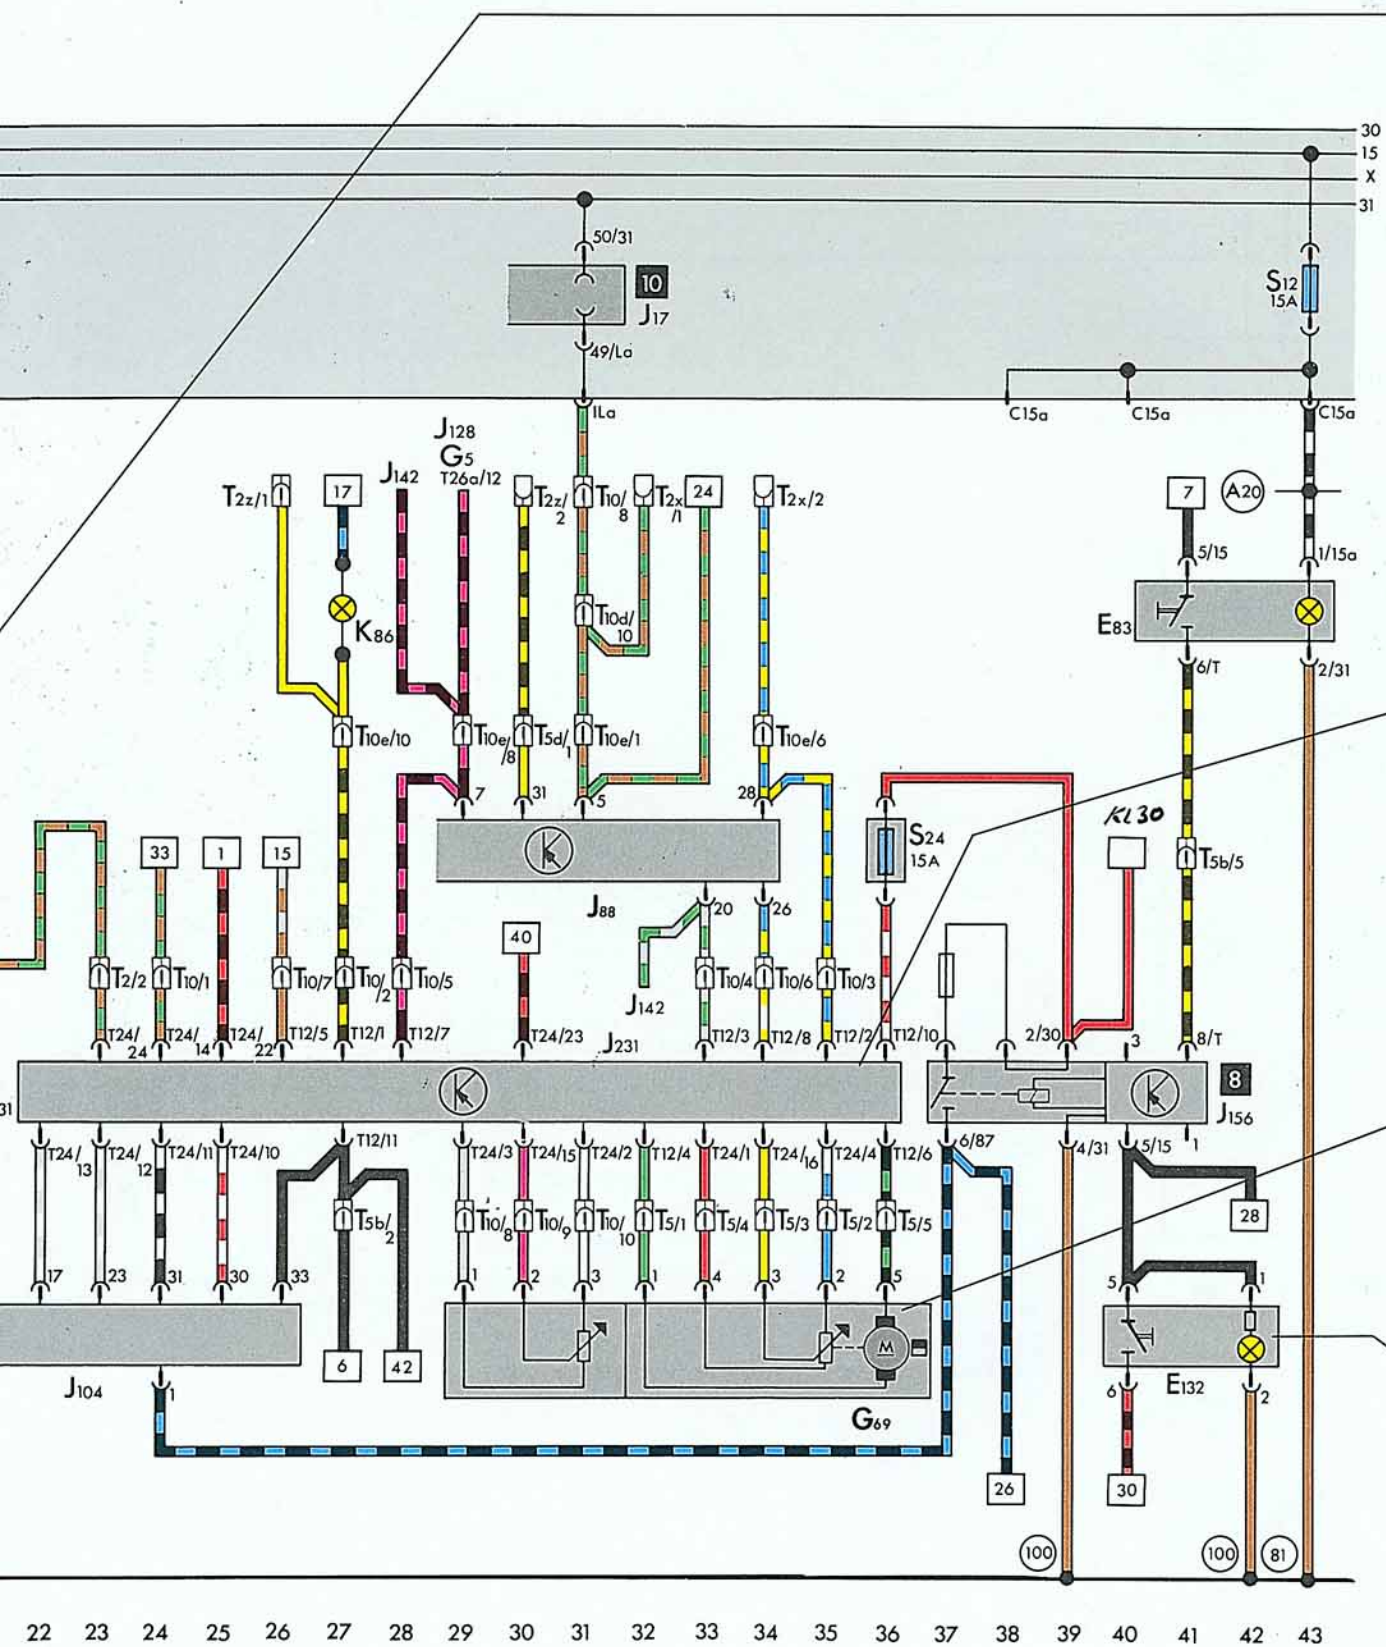 30
15
X
31
50/31
10
J17
49/La
S12
15A
1La
C15a
C15a
C15a
J128
G5
T26a/12
J142
T2z/1
17
T2z/
2
T10/
8
T2x
/1
24
T2x/2
7
A20
5/15
1/15a
K86
T10d/
10
E83
6/T
2/31
T10e/10
T10e
/8
T5d/
1
T10e/1
T10e/6
7
31
5
28
KL30
33
1
15
S24
15A
T5b/5
J88
20
26
40
T2/2
T10/1
T10/7
T10/
2
T10/5
J142
T10/4
T10/6
T10/3
T24/
24
T24/
14
T24/
22
T12/5
T12/1
T12/7
T24/23
J231
T12/3
T12/8
T12/2
T12/10
2/30
3
8/T
31
8
J156
T24/
13
T24/
12
T24/11
T24/10
T12/11
T24/3
T24/15
T24/2
T12/4
T24/1
T24/
16
T24/4
T12/6
6/87
4/31
5/15
1
T5b/
2
T10/
8
T10/
9
T10/
10
T5/1
T5/4
T5/3
T5/2
T5/5
28
17
23
31
30
33
1
2
3
1
4
3
2
5
5
1
M
6
42
J104
1
G69
6
E132
2
26
30
100
100
81
22 23 24 25 26 27 28 29 30 31 32 33 34 35 36 37 38 39 40 41 42 43